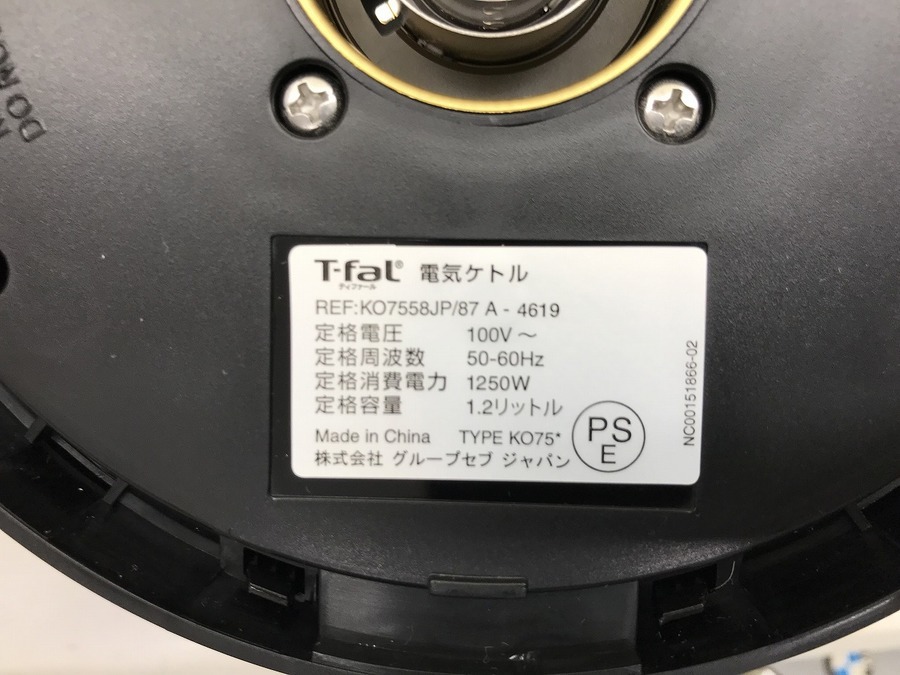 DO NO
T-fal® 電気ケトル
ティファール
REF:KO7558JP/87 A - 4619
定格電圧 100V～
定格周波数 50-60Hz
定格消費電力 1250W
定格容量 1.2リットル
Made in China TYPE KO75*
株式会社 グループセブ ジャパン
PS
E
NC00151866-02